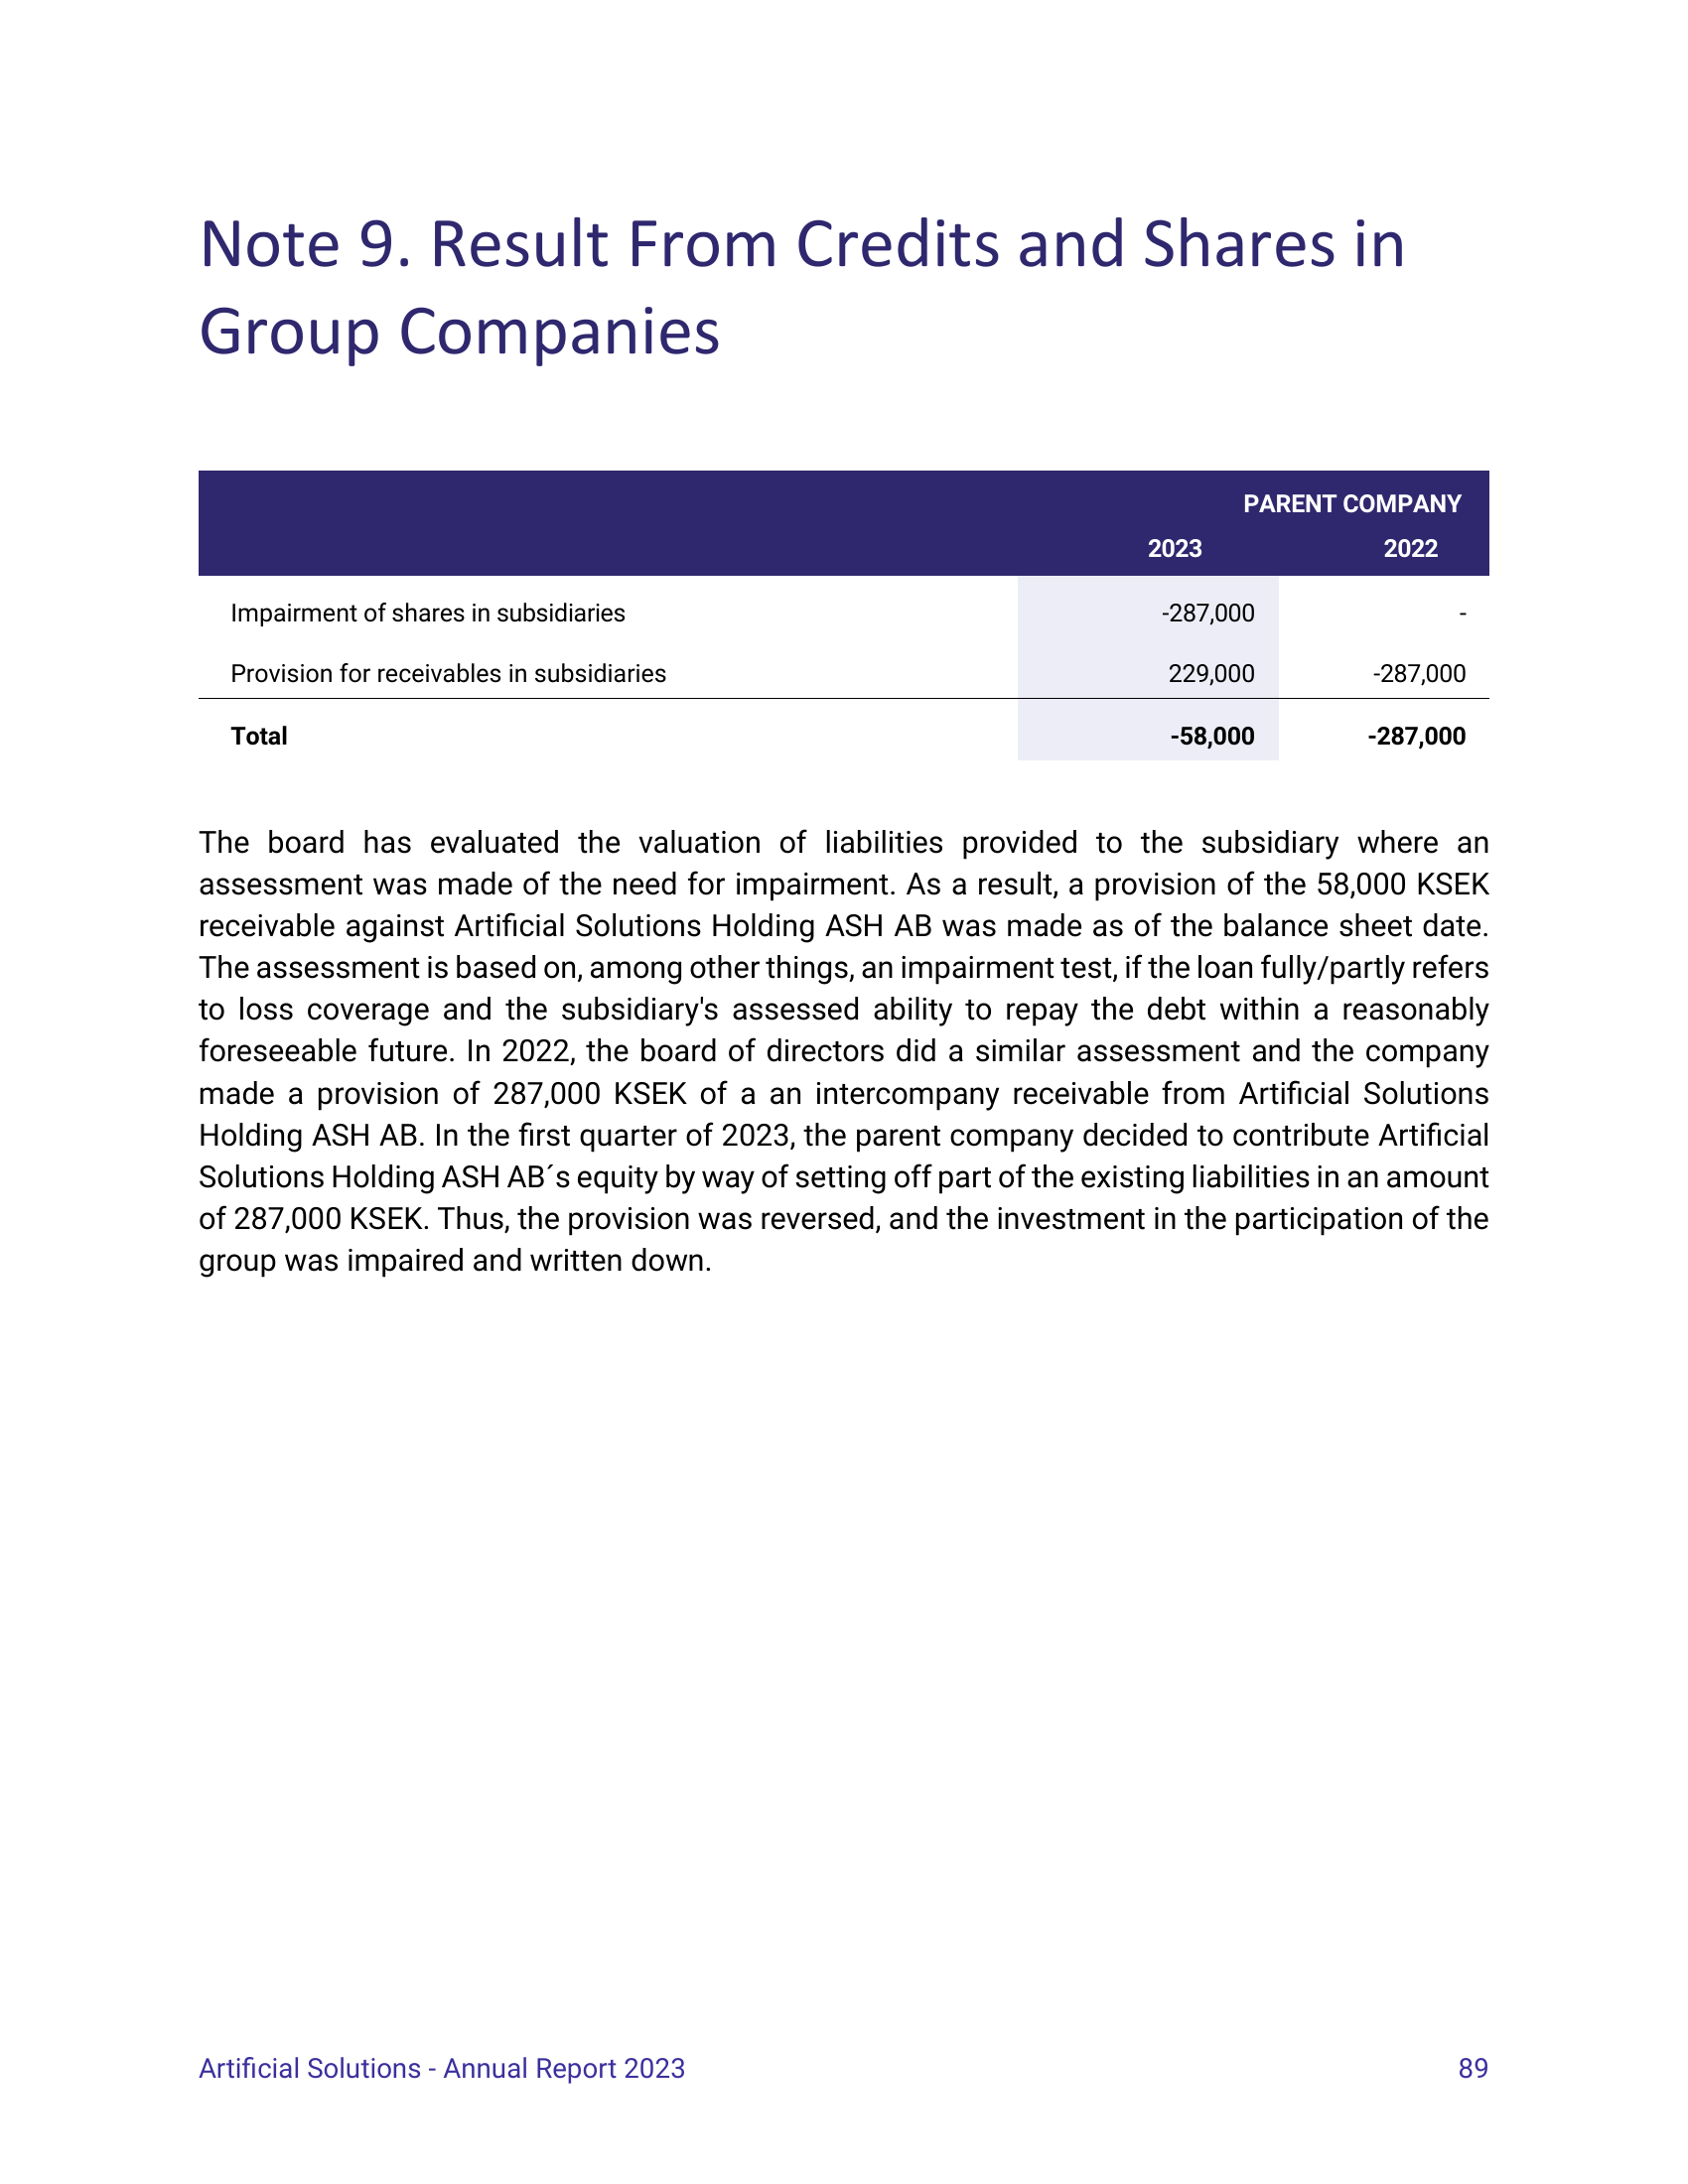 Note 9. Result From Credits and Shares in
Group Companies
PARENT COMPANY
2023 2022
Impairment of shares in subsidiaries -287,000 -
Provision for receivables in subsidiaries 229,000 -287,000
Total -58,000 -287,000
The board has evaluated the valuation of liabilities provided to the subsidiary where an
assessment was made of the need for impairment. As a result, a provision of the 58,000 KSEK
receivable against Artificial Solutions Holding ASH AB was made as of the balance sheet date.
The assessment is based on, among other things, an impairment test, if the loan fully/partly refers
to loss coverage and the subsidiary's assessed ability to repay the debt within a reasonably
foreseeable future. In 2022, the board of directors did a similar assessment and the company
made a provision of 287,000 KSEK of a an intercompany receivable from Artificial Solutions
Holding ASH AB. In the first quarter of 2023, the parent company decided to contribute Artificial
Solutions Holding ASH AB´s equity by way of setting off part of the existing liabilities in an amount
of 287,000 KSEK. Thus, the provision was reversed, and the investment in the participation of the
group was impaired and written down.
Artificial Solutions - Annual Report 2023 89